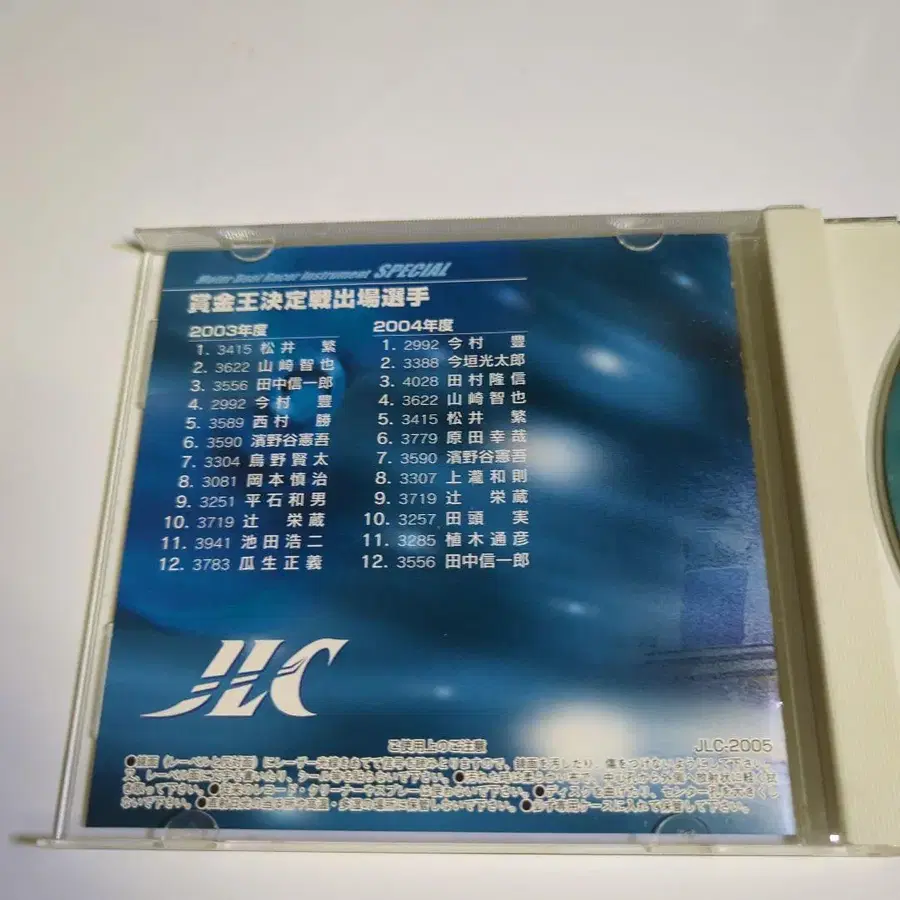 Motor Boat Racer Instrument SPECIAL
賞金王決定戦出場選手
2003年度
1. 3415 松井 繁
2. 3622 山崎智也
3. 3556 田中信一郎
4. 2992 今村 豊
5. 3589 西村 勝
6. 3590 濱野谷憲吾
7. 3304 烏野賢太
8. 3081 岡本慎治
9. 3251 平石和男
10. 3719 辻 栄蔵
11. 3941 池田浩二
12. 3783 瓜生正義
2004年度
1. 2992 今村 豊
2. 3388 今垣光太郎
3. 4028 田村隆信
4. 3622 山崎智也
5. 3415 松井 繁
6. 3779 原田幸哉
7. 3590 濱野谷憲吾
8. 3307 上瀧和則
9. 3719 辻 栄蔵
10. 3257 田頭 実
11. 3285 植木通彦
12. 3556 田中信一郎
JLC
ご使用上のご注意
JLC-2005